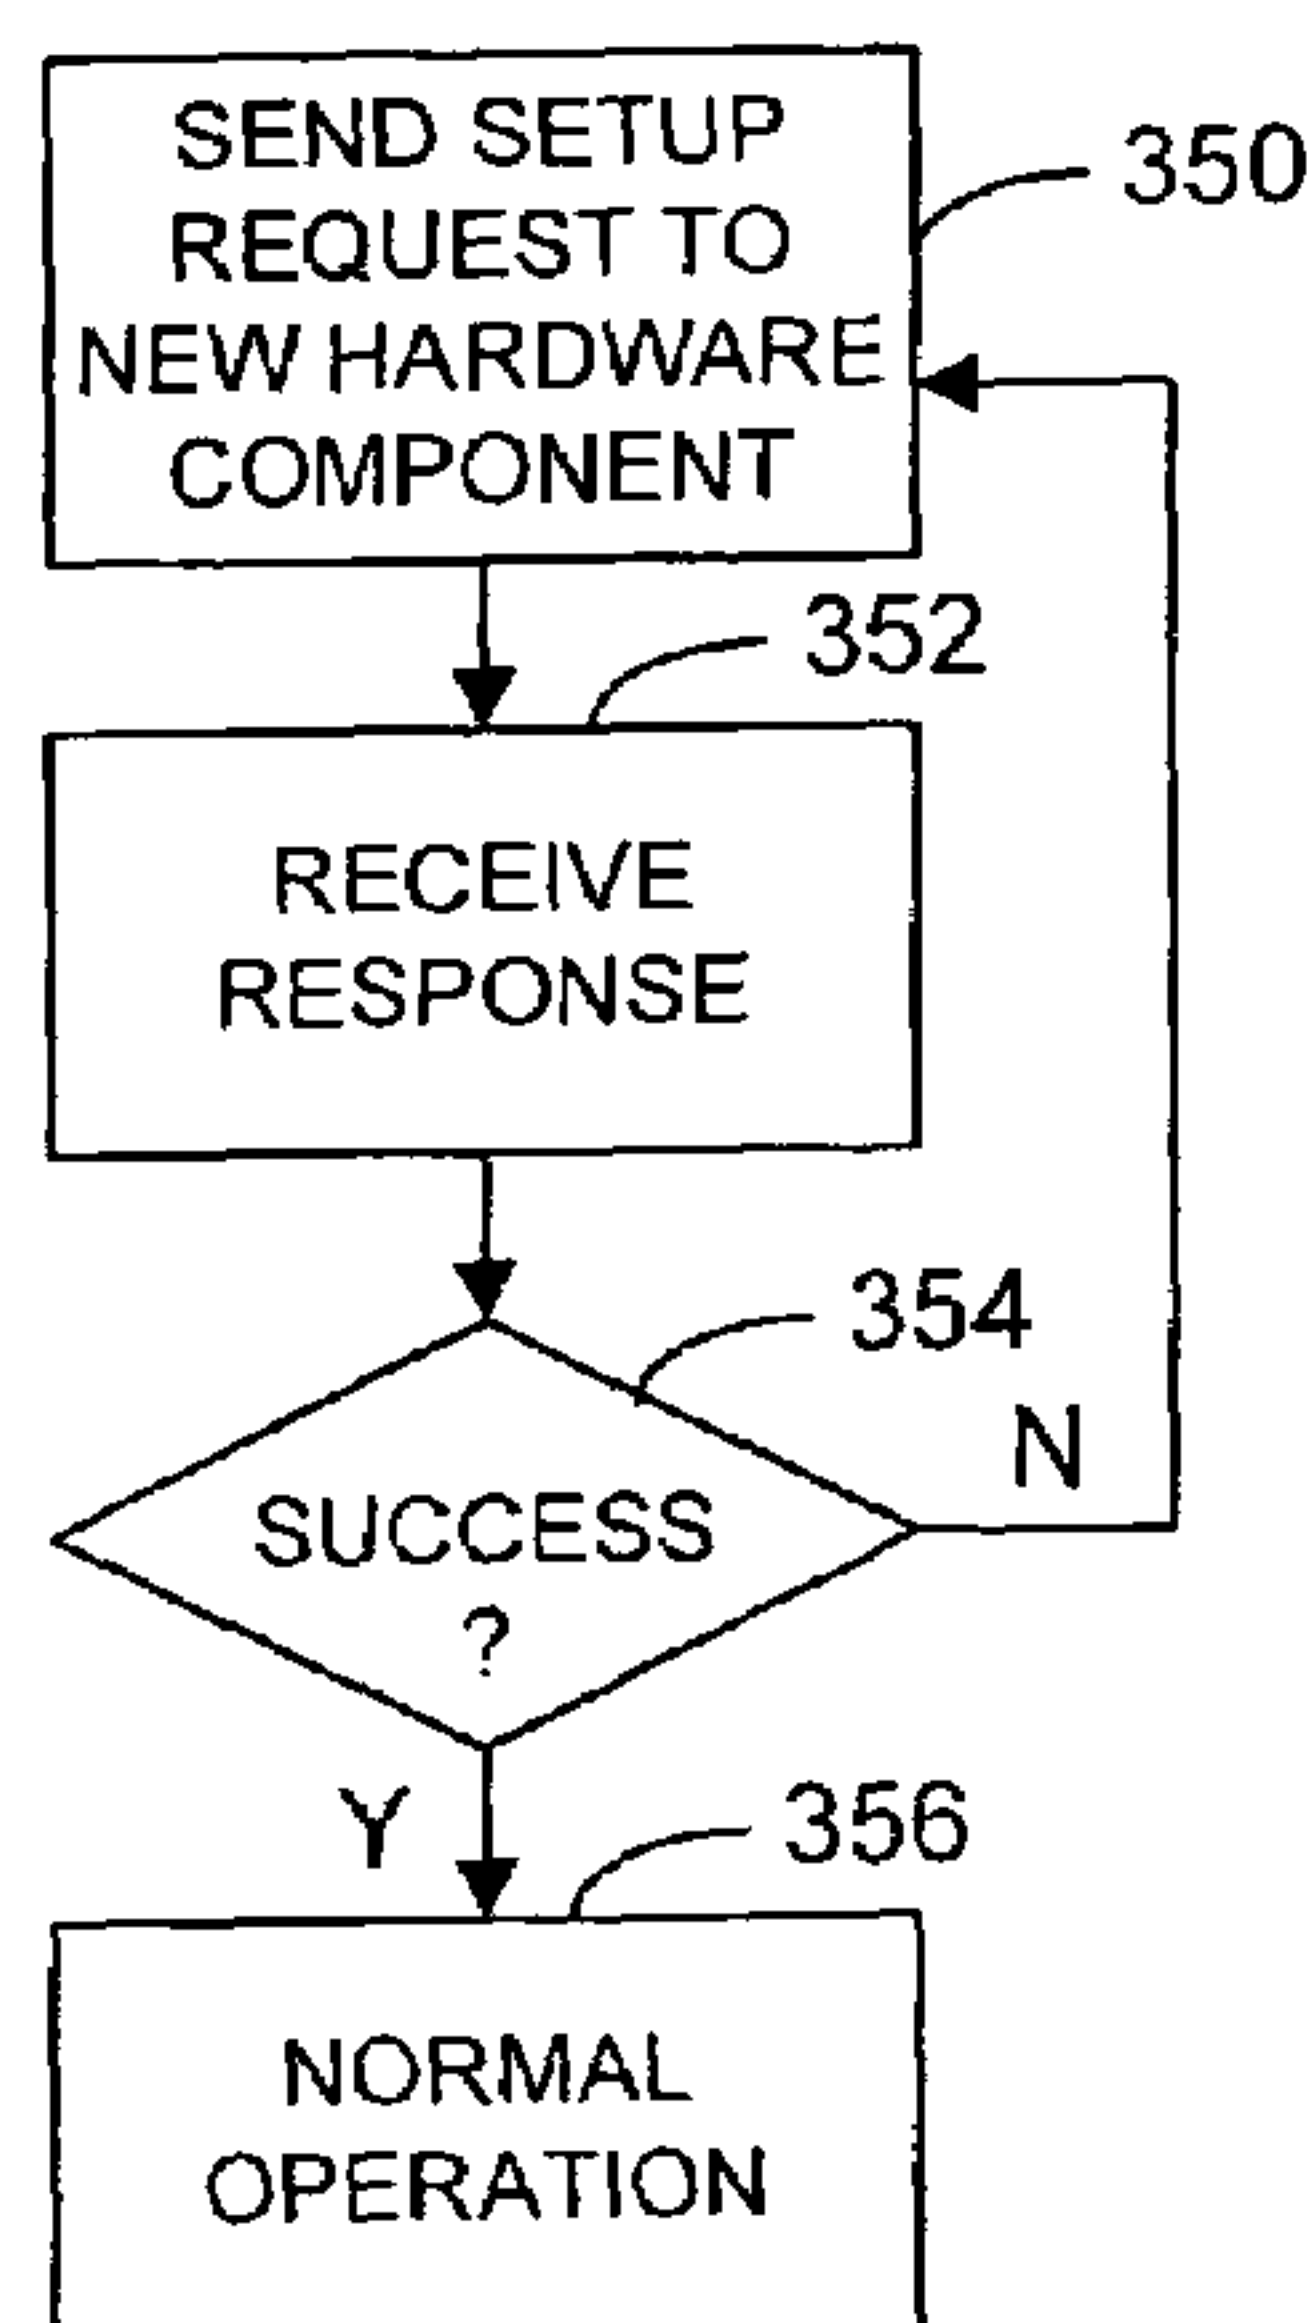 SEND SETUP
REQUEST TO
NEW HARDWARE
COMPONENT
350
352
RECEIVE
RESPONSE
354
N
SUCCESS
?
Y
356
NORMAL
OPERATION